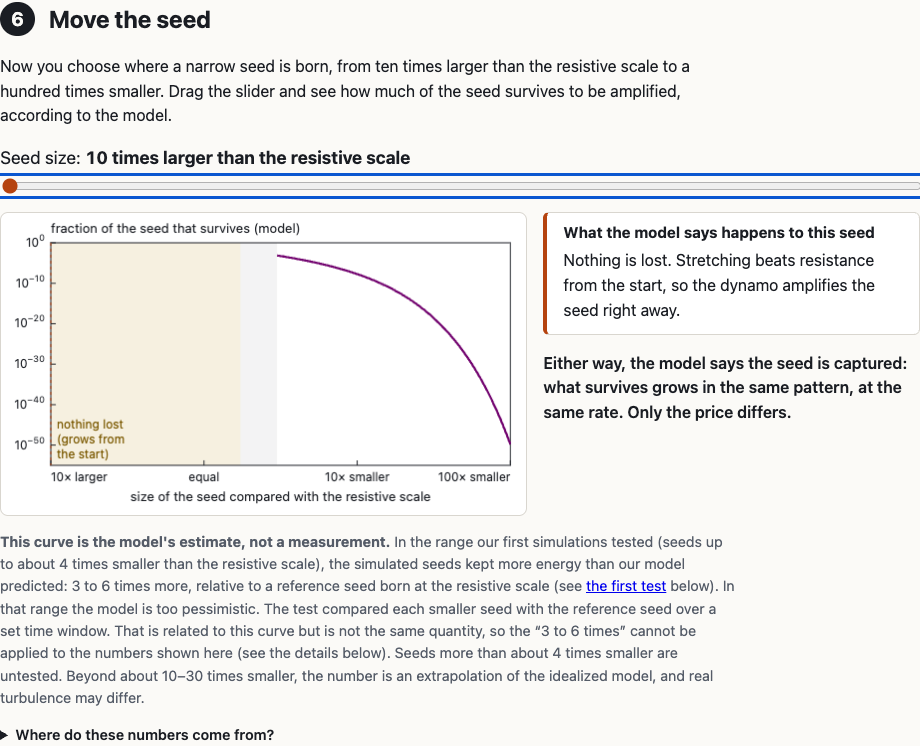 6 Move the seed
Now you choose where a narrow seed is born, from ten times larger than the resistive scale to a
hundred times smaller. Drag the slider and see how much of the seed survives to be amplified,
according to the model.
Seed size: 10 times larger than the resistive scale
fraction of the seed that survives (model)
10⁰
10⁻¹⁰
10⁻²⁰
10⁻³⁰
10⁻⁴⁰
10⁻⁵⁰
nothing lost
(grows from
the start)
10× larger equal 10× smaller 100× smaller
size of the seed compared with the resistive scale
What the model says happens to this seed
Nothing is lost. Stretching beats resistance
from the start, so the dynamo amplifies the
seed right away.
Either way, the model says the seed is captured:
what survives grows in the same pattern, at the
same rate. Only the price differs.
This curve is the model's estimate, not a measurement. In the range our first simulations tested (seeds up
to about 4 times smaller than the resistive scale), the simulated seeds kept more energy than our model
predicted: 3 to 6 times more, relative to a reference seed born at the resistive scale (see the first test below). In
that range the model is too pessimistic. The test compared each smaller seed with the reference seed over a
set time window. That is related to this curve but is not the same quantity, so the “3 to 6 times” cannot be
applied to the numbers shown here (see the details below). Seeds more than about 4 times smaller are
untested. Beyond about 10–30 times smaller, the number is an extrapolation of the idealized model, and real
turbulence may differ.
Where do these numbers come from?